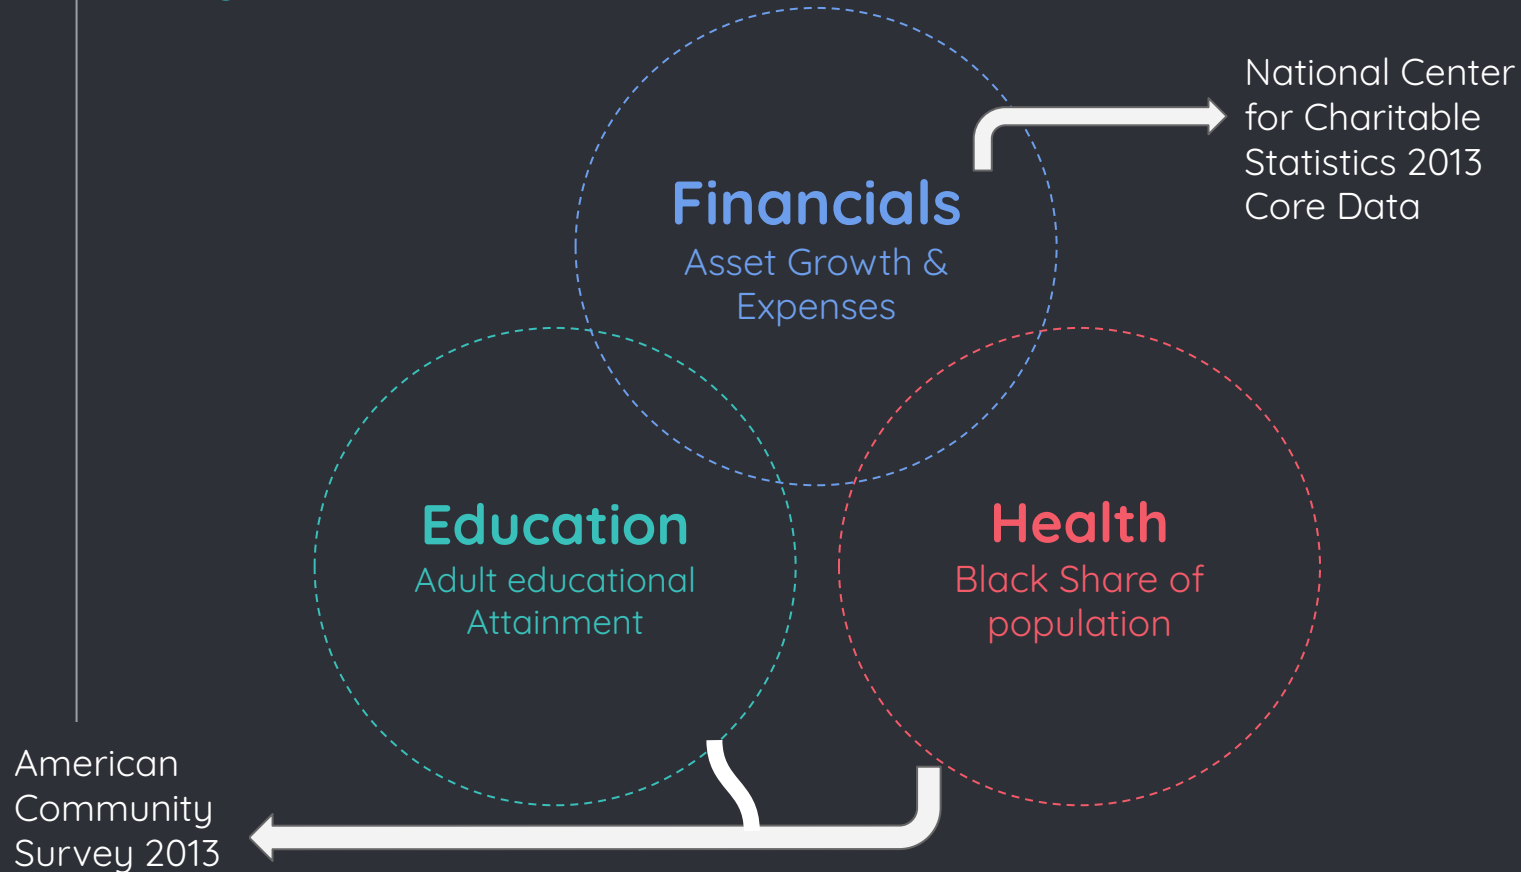 National Center
for Charitable
Statistics 2013
Core Data
Financials
Asset Growth &
Expenses
Education
Adult educational
Attainment
Health
Black Share of
population
American
Community
Survey 2013